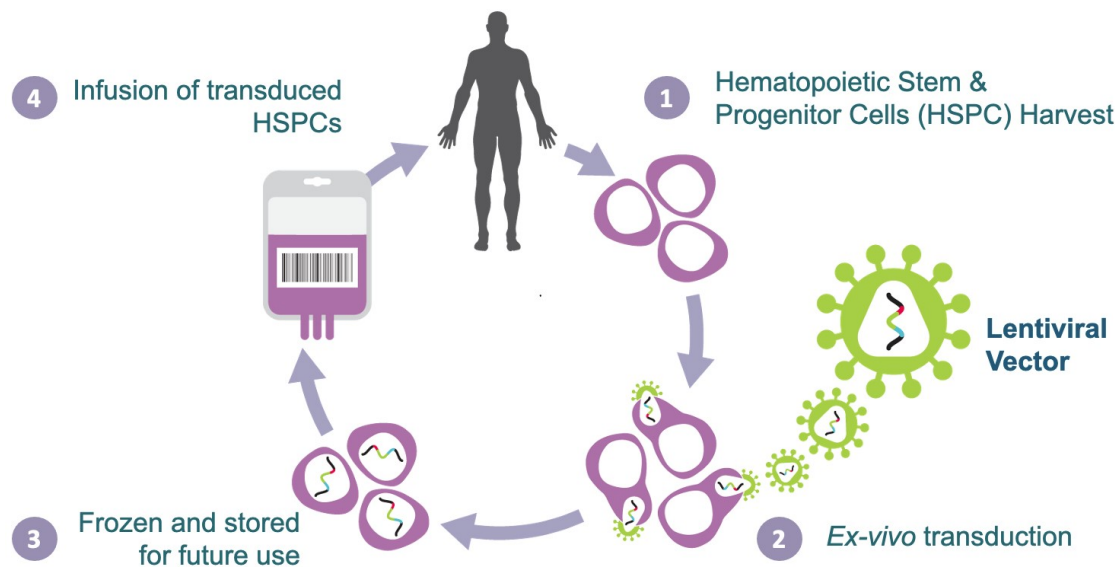 1
Hematopoietic Stem &
Progenitor Cells (HSPC) Harvest
Lentiviral
Vector
2
Ex-vivo transduction
3
Frozen and stored
for future use
4
Infusion of transduced
HSPCs